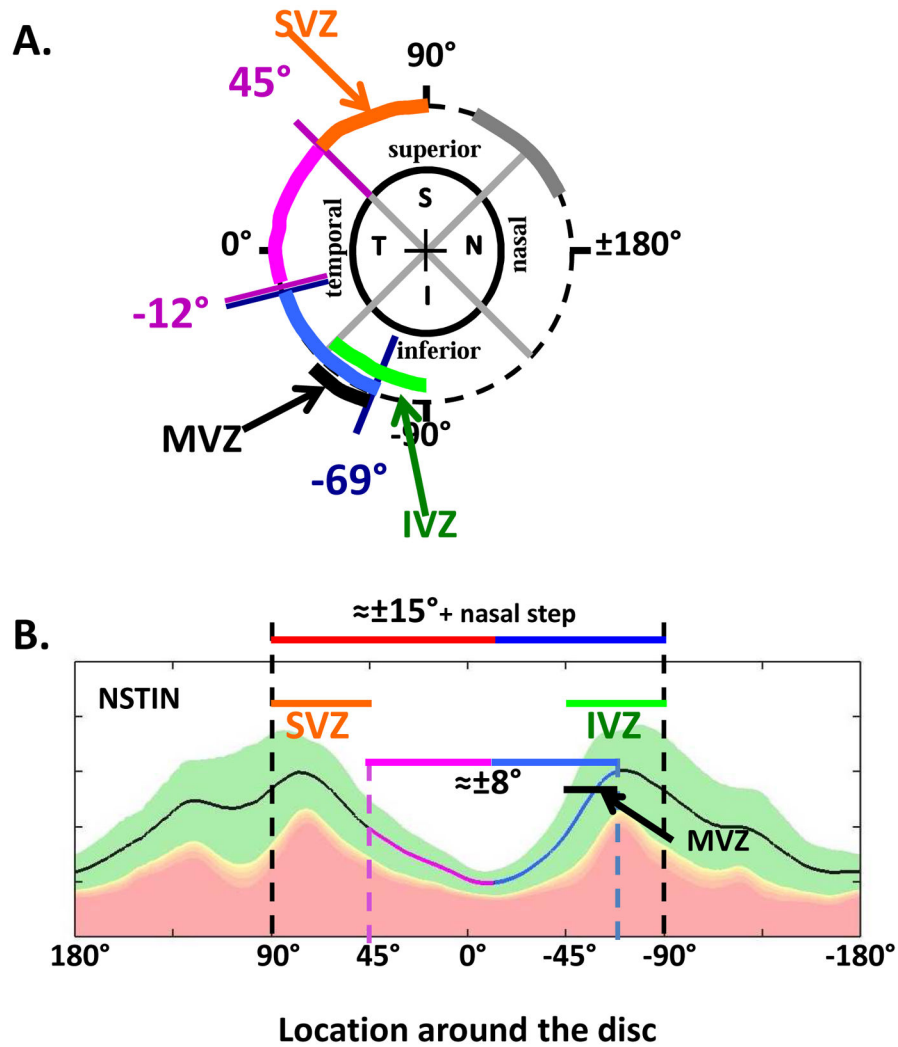 A.
SVZ
90°
45°
superior
S
0°
temporal
T
N
nasal
±180°
I
-12°
inferior
MVZ
-90°
-69°
IVZ
B.
≈±15°+ nasal step
NSTIN
SVZ
IVZ
≈±8°
MVZ
180° 90° 45° 0° -45° -90° -180°
Location around the disc